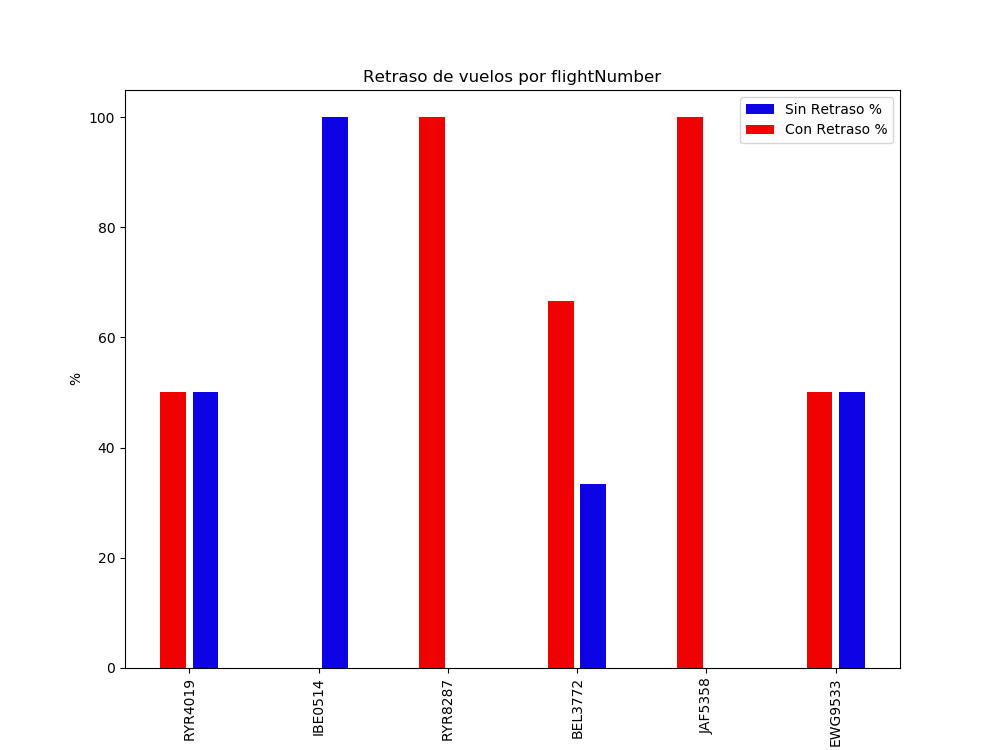 Retraso de vuelos por flightNumber
Sin Retraso %
Con Retraso %
100
80
60
40
20
0
%
RYR4019
IBE0514
RYR8287
BEL3772
JAF5358
EWG9533